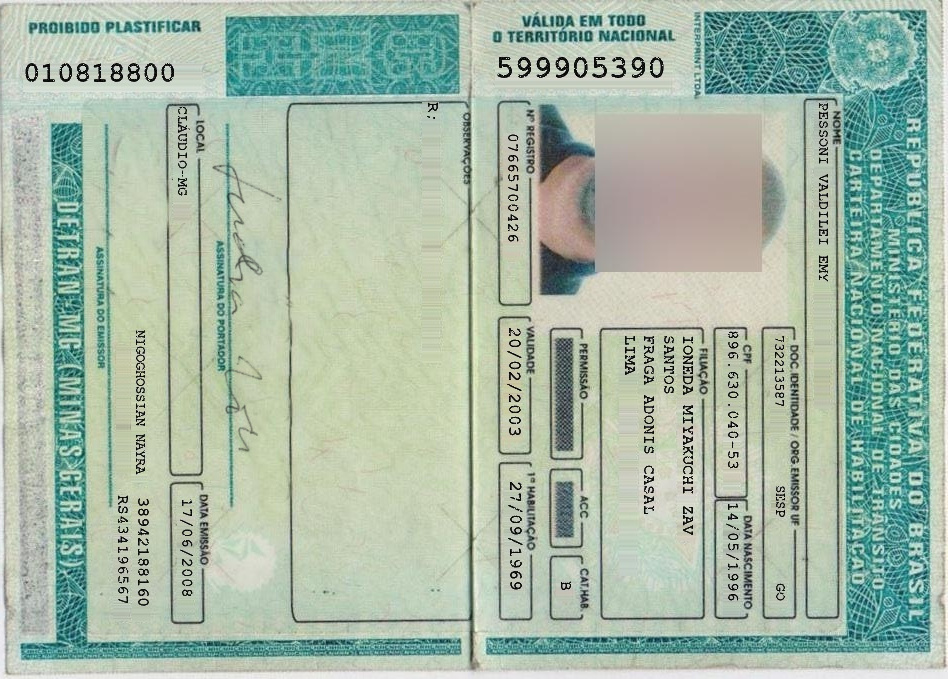 PROIBIDO PLASTIFICAR
010818800
VÁLIDA EM TODO
O TERRITÓRIO NACIONAL
599905390
INTERPRINT LTDA
REPÚBLICA FEDERATIVA DO BRASIL
MINISTÉRIO DAS CIDADES
DEPARTAMENTO NACIONAL DE TRÂNSITO
CARTEIRA NACIONAL DE HABILITAÇÃO
NOME
PESSONI VALDILEI EMY
DOC. IDENTIDADE / ORG. EMISSOR UF
732213587 SESP GO
CPF
896.630.040-53
DATA NASCIMENTO
14/05/1996
FILIAÇÃO
IONEDA MIYAKUCHI ZAV
SANTOS
FRAGA ADONIS CASAL
LIMA
PERMISSÃO
ACC
CAT.HAB.
B
Nº REGISTRO
07665700426
VALIDADE
20/02/2003
1ª HABILITAÇÃO
27/09/1969
OBSERVAÇÕES
R:
ASSINATURA DO PORTADOR
LOCAL
CLÁUDIO-MG
DATA EMISSÃO
17/06/2008
NIGOGHOSSIAN NAYRA
38942188160
RS434196567
ASSINATURA DO EMISSOR
DETRAN-MG (MINAS GERAIS)